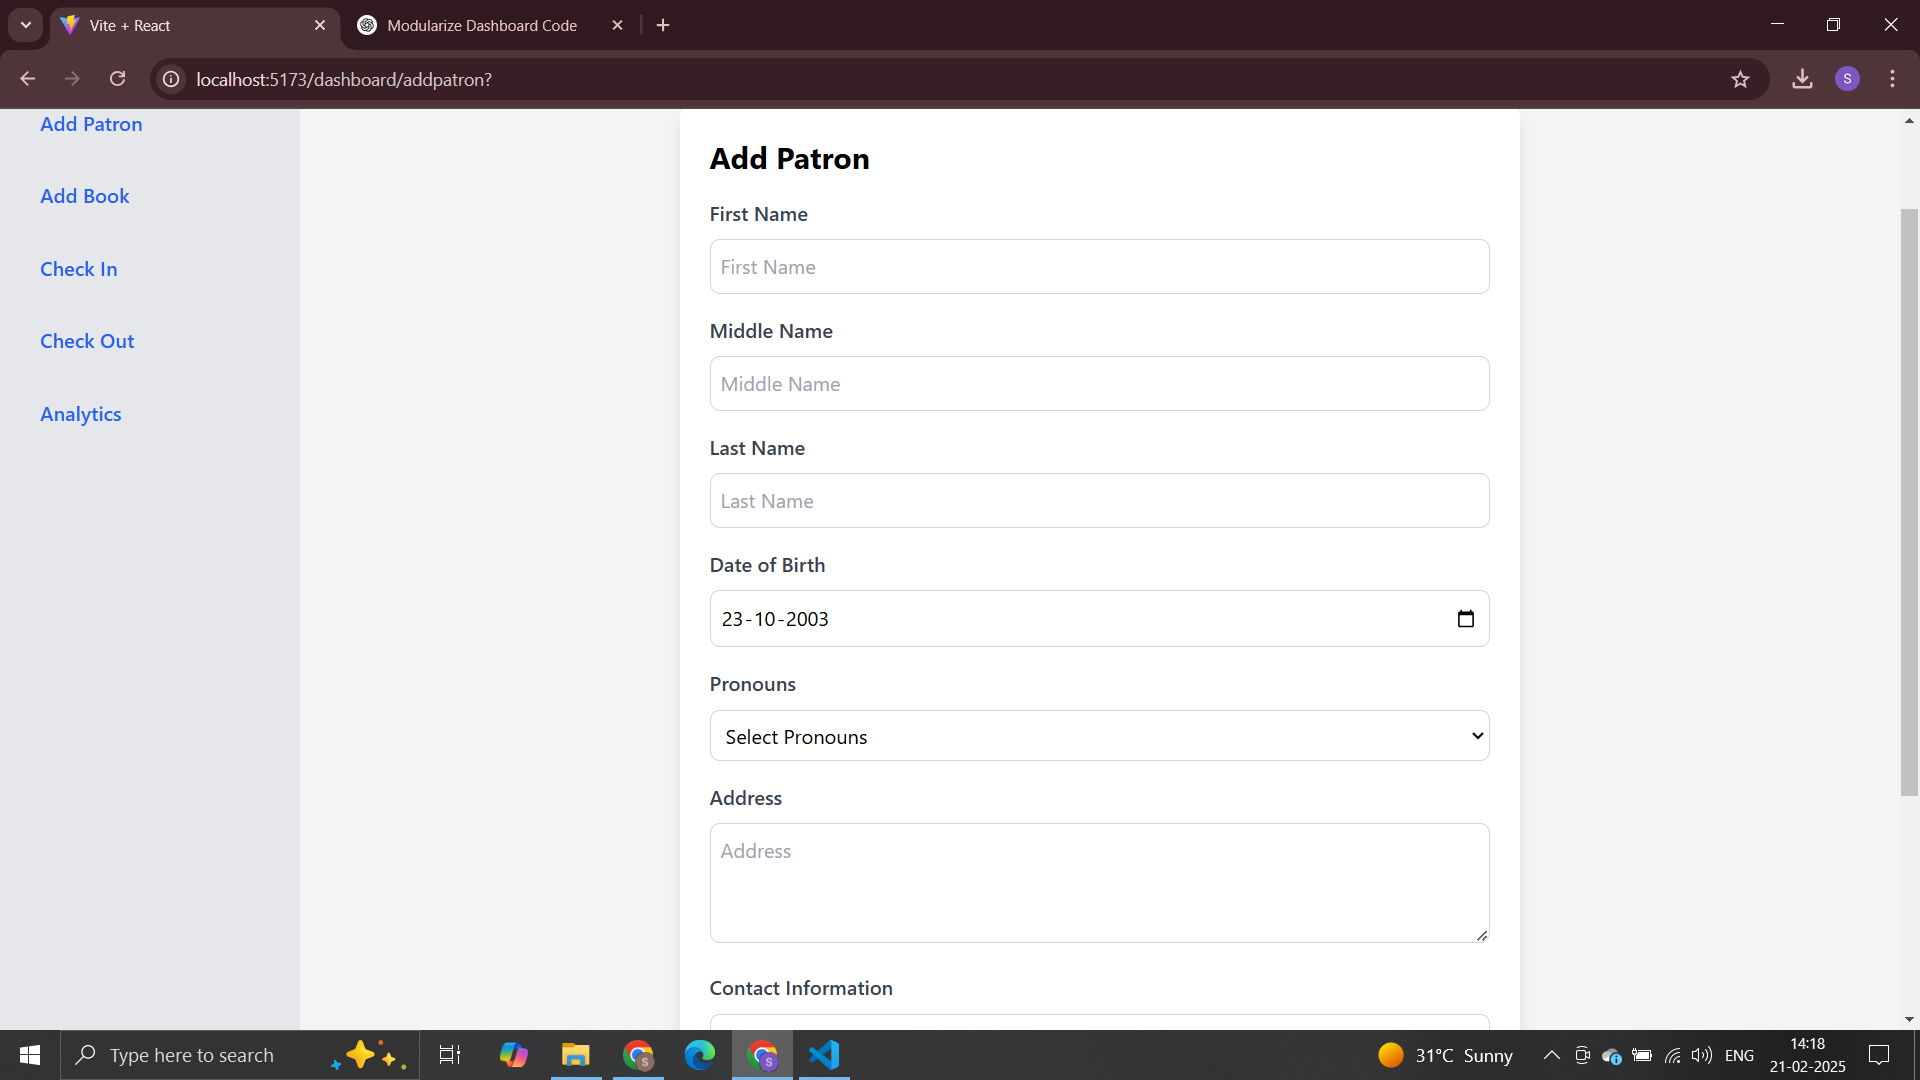 Vite + React
Modularize Dashboard Code
localhost:5173/dashboard/addpatron?
S
Add Patron
Add Book
Check In
Check Out
Analytics
Add Patron
First Name
First Name
Middle Name
Middle Name
Last Name
Last Name
Date of Birth
23-10-2003
Pronouns
Select Pronouns
Address
Address
Contact Information
Type here to search
S
S
31°C Sunny
ENG
14:18
21-02-2025